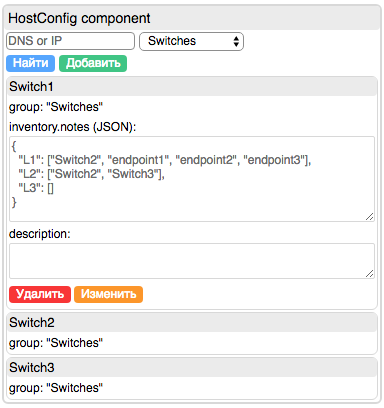 HostConfig component
DNS or IP Switches
Найти Добавить
Switch1
group: "Switches"
inventory.notes (JSON):
{
"L1": ["Switch2", "endpoint1", "endpoint2", "endpoint3"],
"L2": ["Switch2", "Switch3"],
"L3": []
}
description:
Удалить Изменить
Switch2
group: "Switches"
Switch3
group: "Switches"